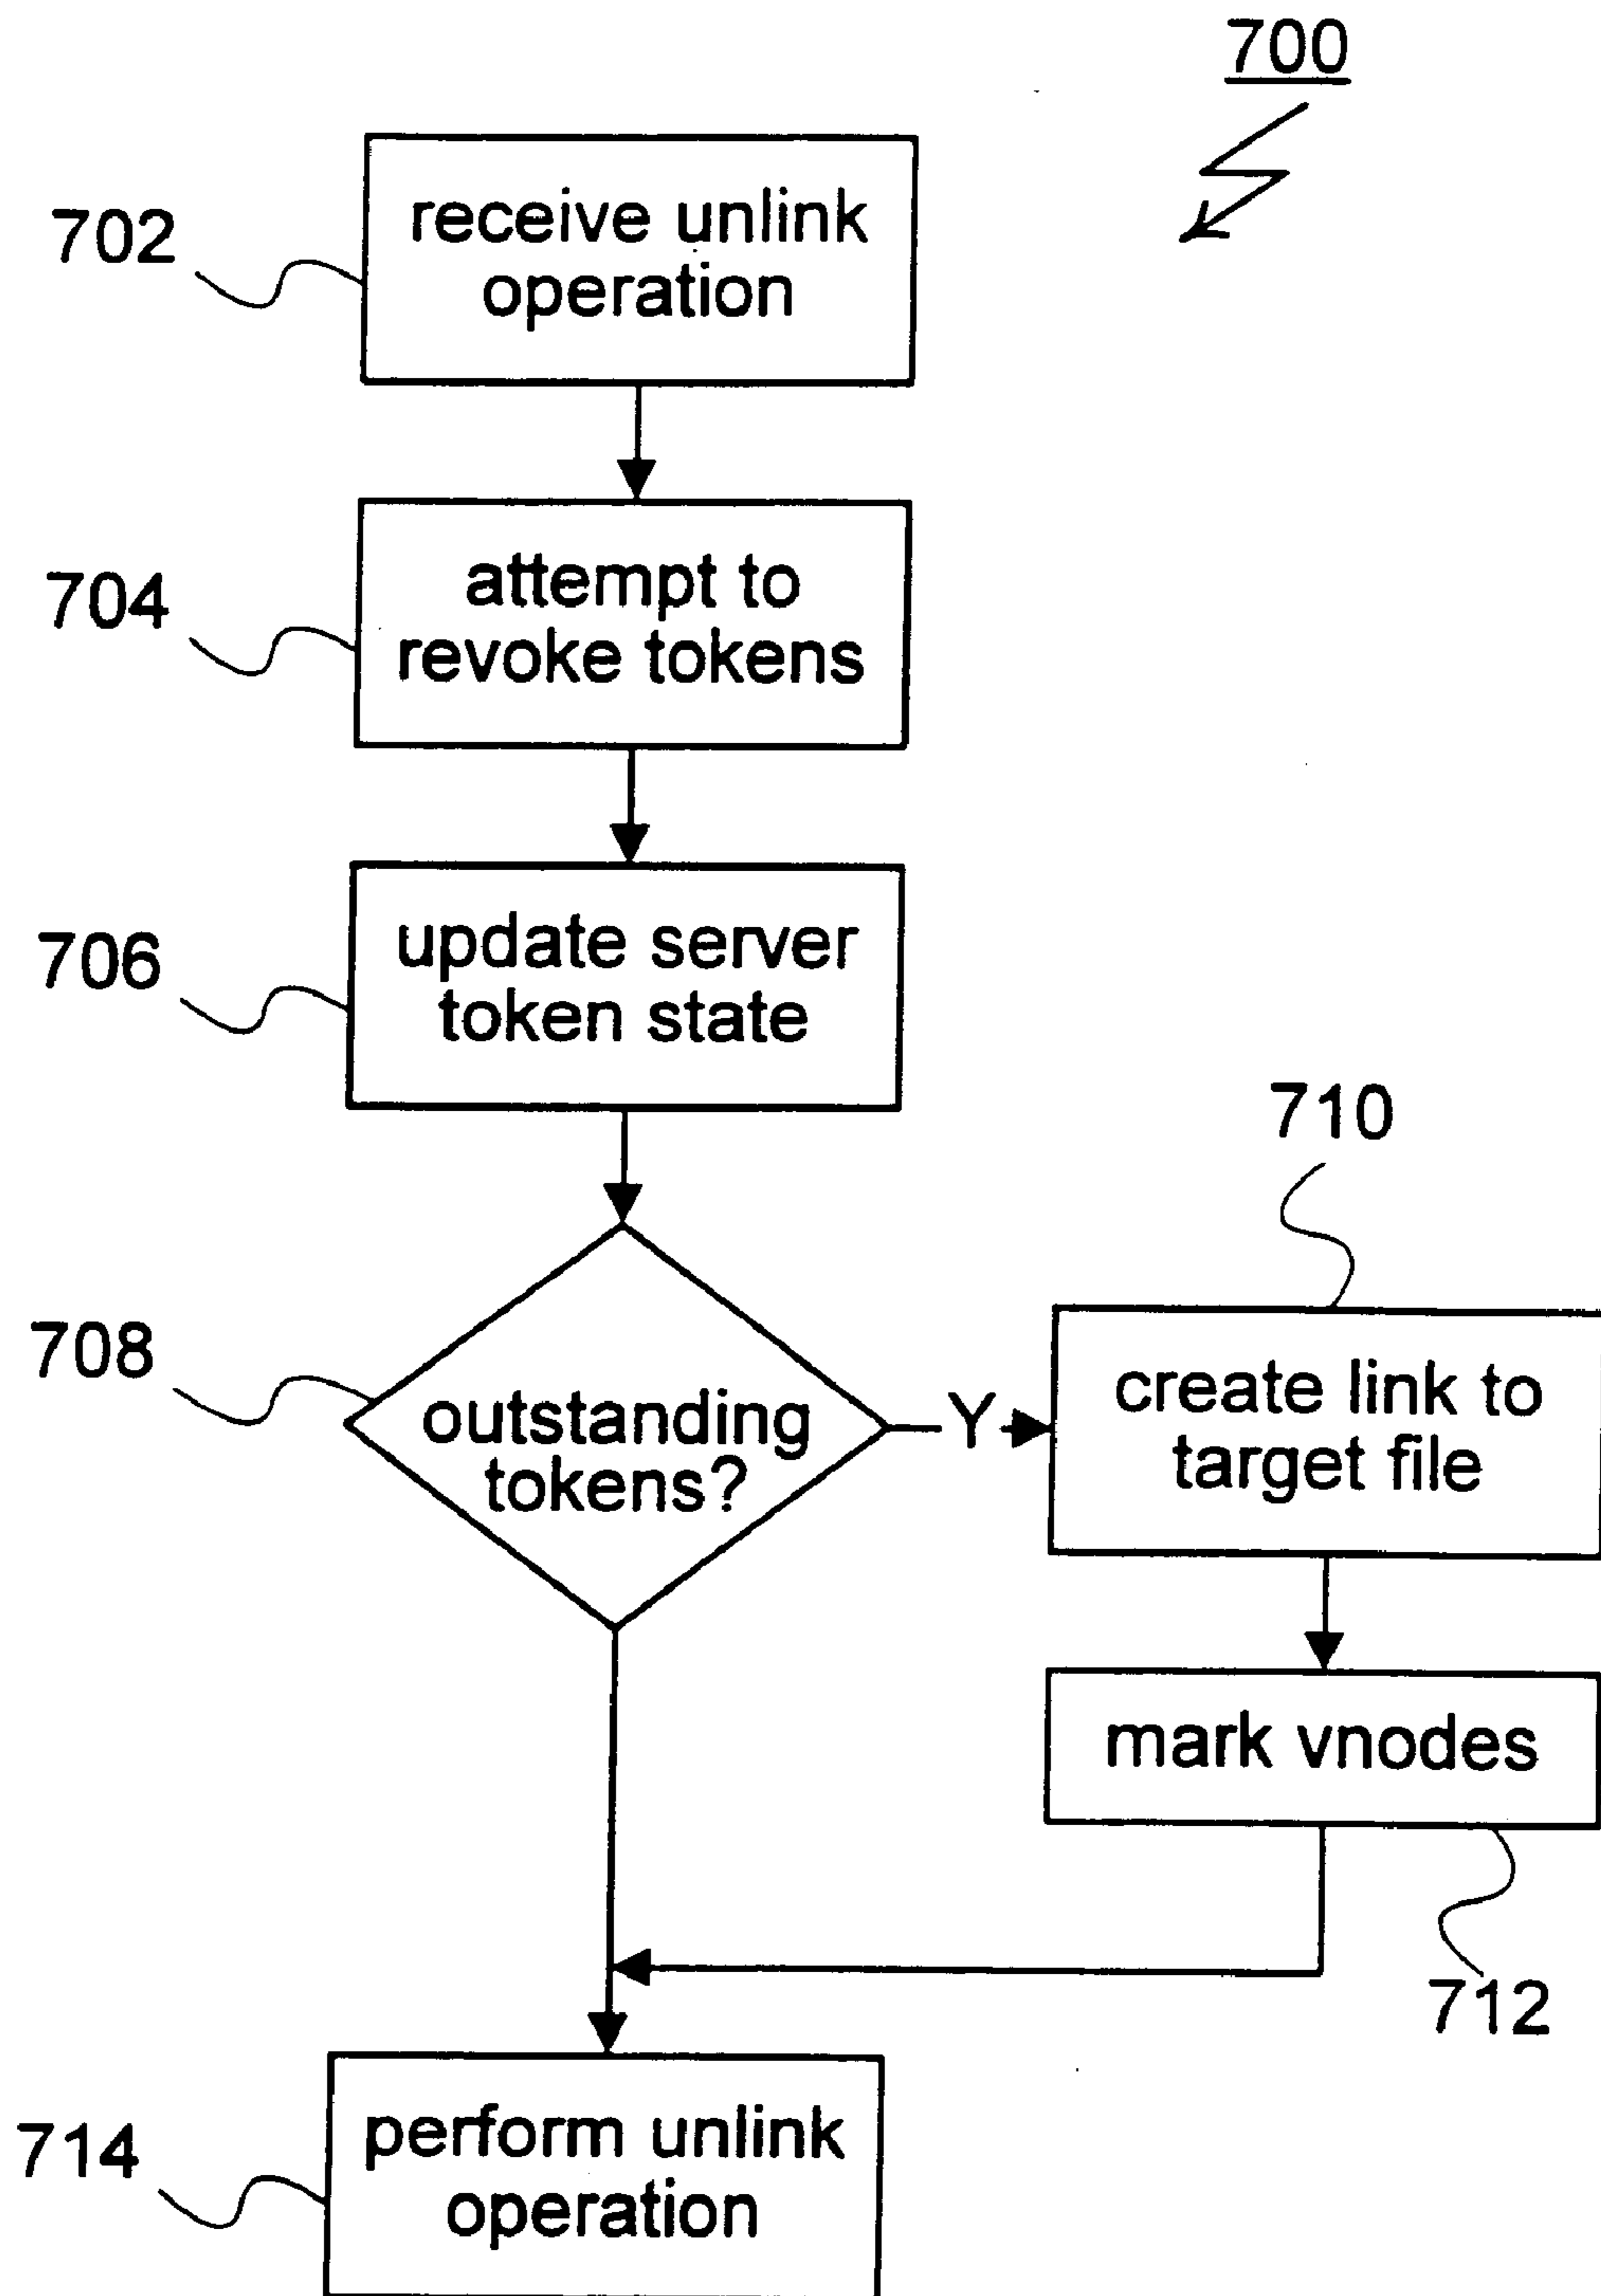 700
702
receive unlink
operation
704
attempt to
revoke tokens
706
update server
token state
708
outstanding
tokens?
Y
710
create link to
target file
mark vnodes
712
714
perform unlink
operation